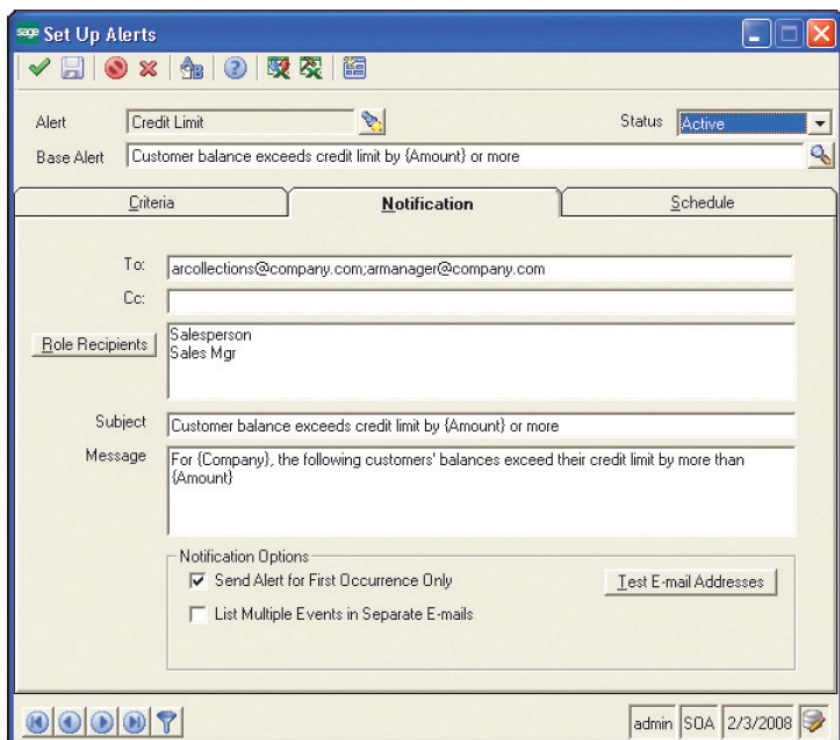 sage Set Up Alerts
Alert Credit Limit Status Active
Base Alert Customer balance exceeds credit limit by {Amount} or more
Criteria Notification Schedule
To: arcollections@company.com;armanager@company.com
Cc:
Role Recipients
Salesperson
Sales Mgr
Subject Customer balance exceeds credit limit by {Amount} or more
Message For {Company}, the following customers' balances exceed their credit limit by more than
{Amount}
Notification Options
Send Alert for First Occurrence Only
Test E-mail Addresses
List Multiple Events in Separate E-mails
admin SOA 2/3/2008